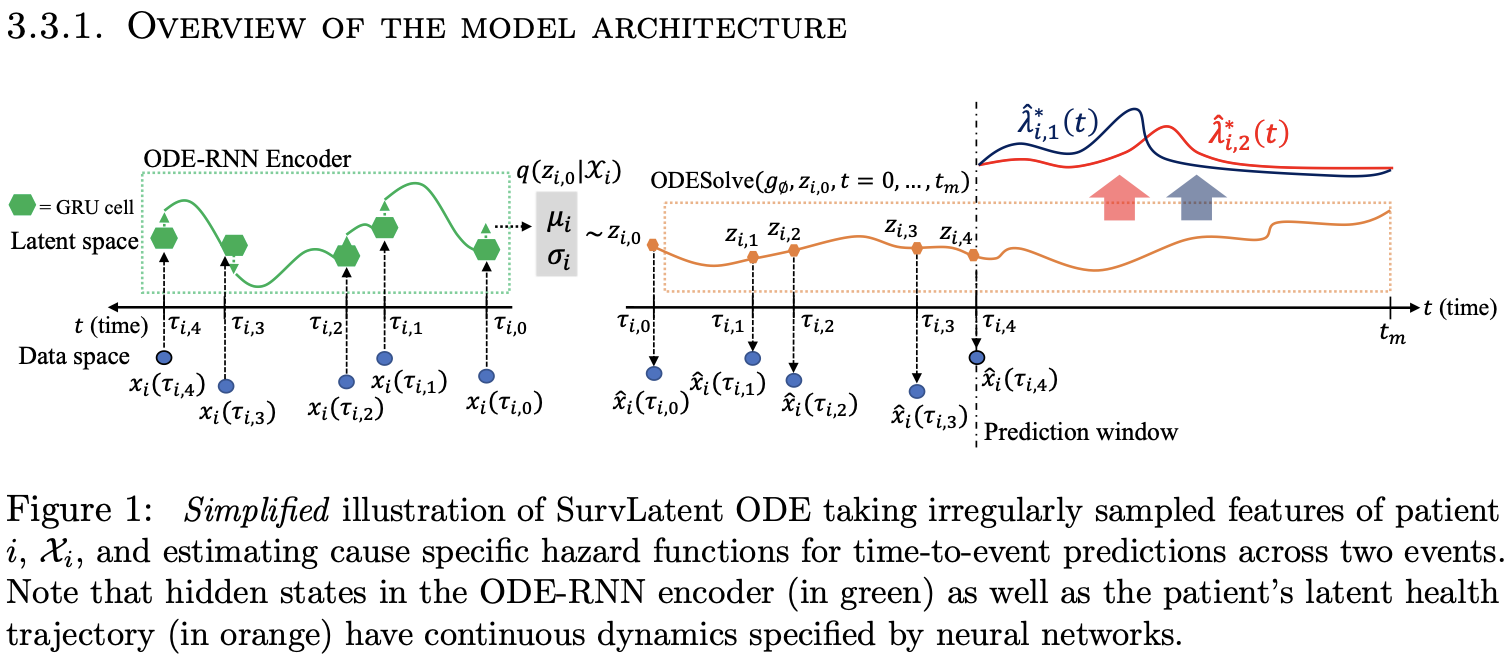 3.3.1. OVERVIEW OF THE MODEL ARCHITECTURE
ODE-RNN Encoder
= GRU cell
Latent space
q(z_{i,0}|𝒳_i)
μ_i
σ_i
~ z_{i,0}
ODESolve(g_ϕ, z_{i,0}, t = 0, ..., t_m)
z_{i,1} z_{i,2} z_{i,3} z_{i,4}
λ̂*_{i,1}(t)
λ̂*_{i,2}(t)
t (time) τ_{i,4} τ_{i,3} τ_{i,2} τ_{i,1} τ_{i,0}
τ_{i,0} τ_{i,1} τ_{i,2} τ_{i,3} τ_{i,4} t_m t (time)
Data space
x_i(τ_{i,4}) x_i(τ_{i,3}) x_i(τ_{i,2}) x_i(τ_{i,1}) x_i(τ_{i,0})
x̂_i(τ_{i,0}) x̂_i(τ_{i,1}) x̂_i(τ_{i,2}) x̂_i(τ_{i,3}) x̂_i(τ_{i,4})
Prediction window
Figure 1: Simplified illustration of SurvLatent ODE taking irregularly sampled features of patient
i, 𝒳_i, and estimating cause specific hazard functions for time-to-event predictions across two events.
Note that hidden states in the ODE-RNN encoder (in green) as well as the patient's latent health
trajectory (in orange) have continuous dynamics specified by neural networks.